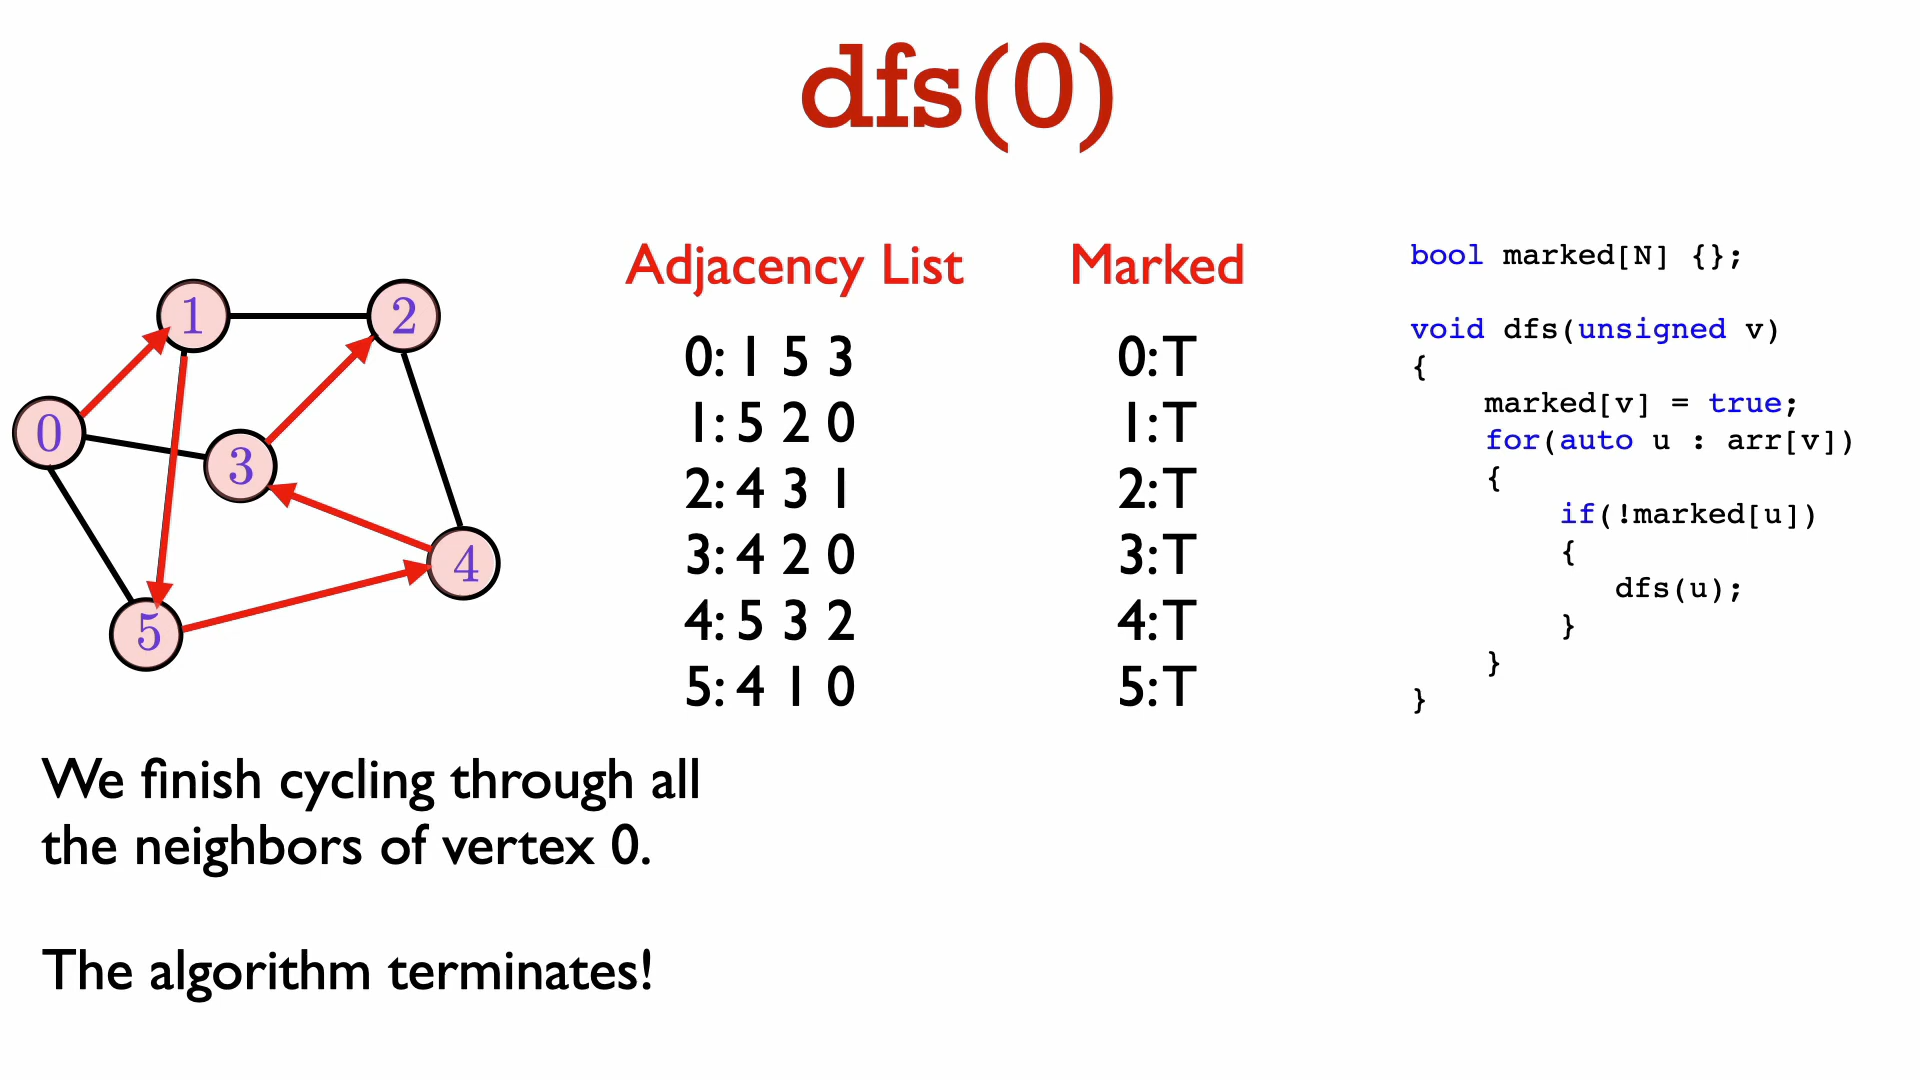 dfs(0)
1
2
0
3
4
5
Adjacency List
0: 1 5 3
1: 5 2 0
2: 4 3 1
3: 4 2 0
4: 5 3 2
5: 4 1 0
Marked
0: T
1: T
2: T
3: T
4: T
5: T
bool marked[N] {};
void dfs(unsigned v)
{
    marked[v] = true;
    for(auto u : arr[v])
    {
        if(!marked[u])
        {
           dfs(u);
        }
    }
}
We finish cycling through all
the neighbors of vertex 0.
The algorithm terminates!